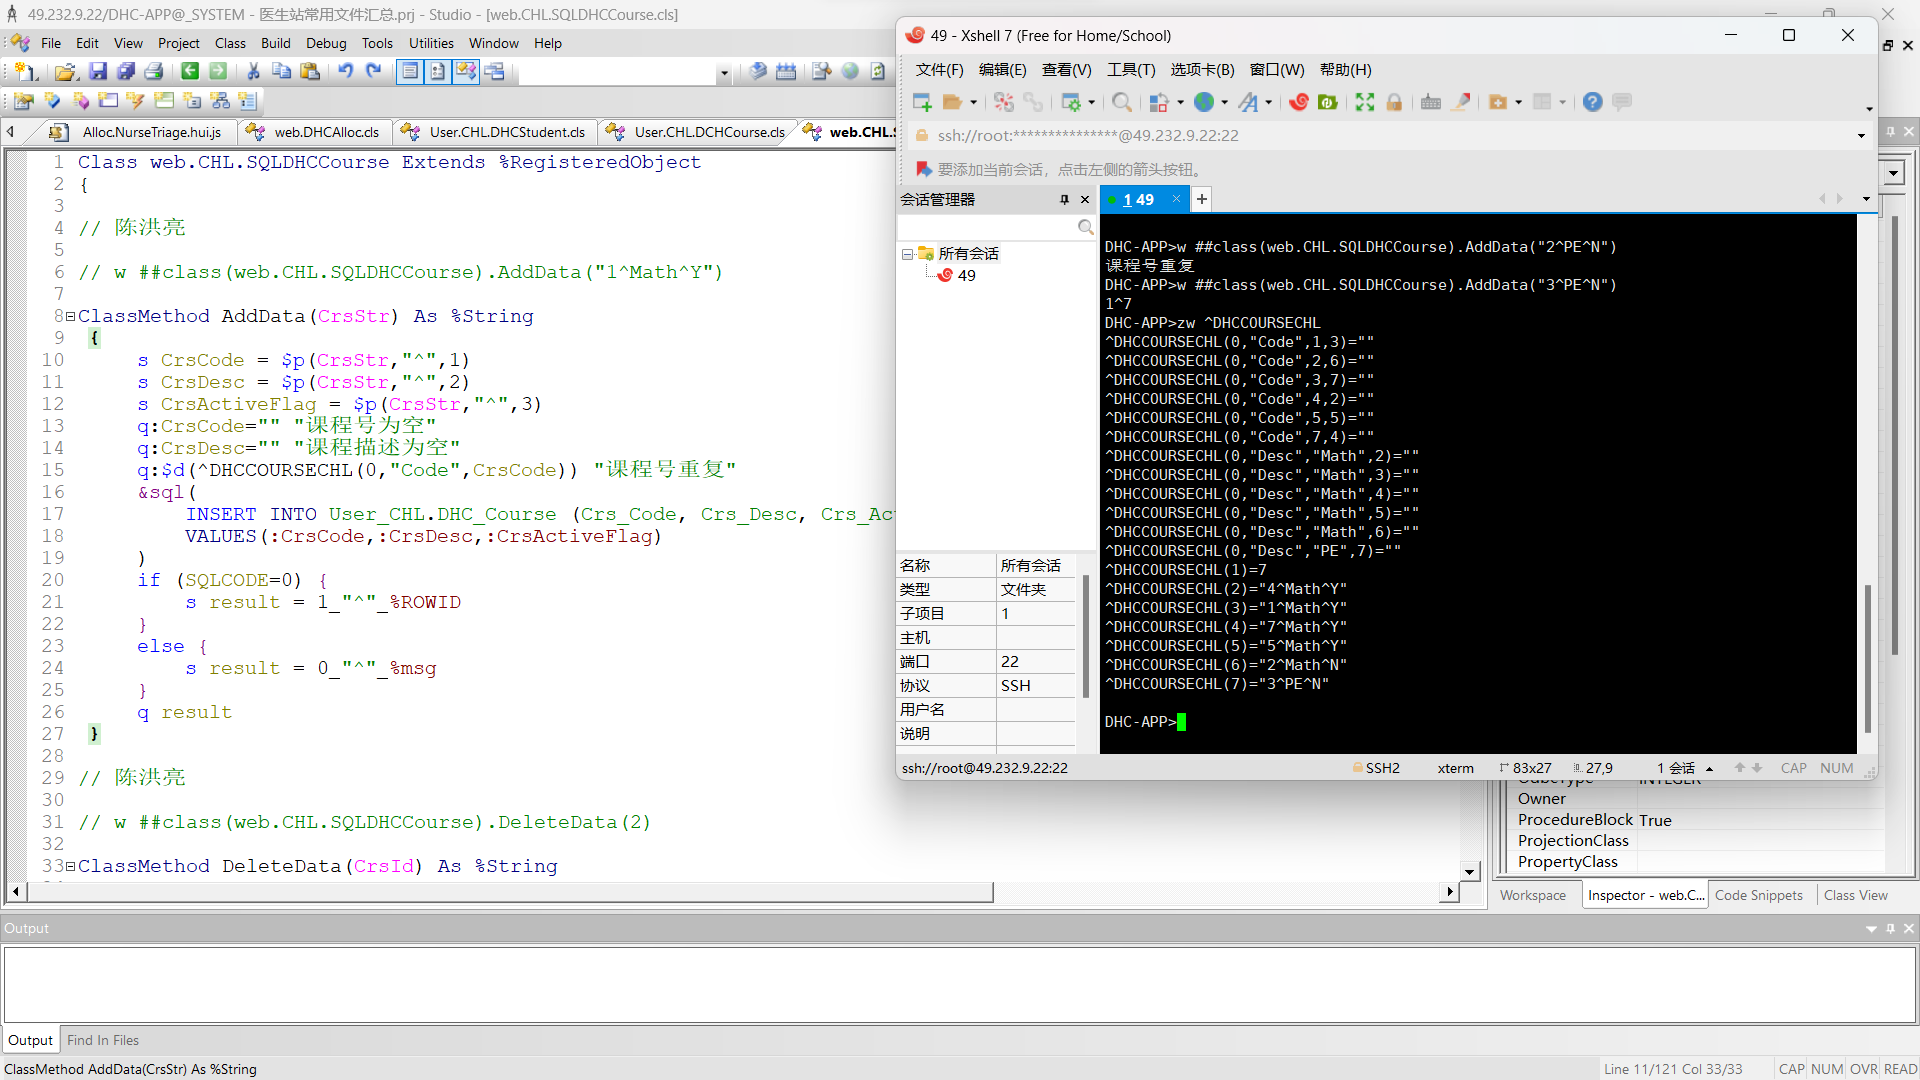 49.232.9.22/DHC-APP@_SYSTEM - 医生站常用文件汇总.prj - Studio - [web.CHL.SQLDHCCourse.cls]
File Edit View Project Class Build Debug Tools Utilities Window Help
Alloc.NurseTriage.hui.js web.DHCAlloc.cls User.CHL.DHCStudent.cls User.CHL.DCHCourse.cls web.CHL.S
1 Class web.CHL.SQLDHCCourse Extends %RegisteredObject
2 {
3
4 // 陈洪亮
5
6 // w ##class(web.CHL.SQLDHCCourse).AddData("1^Math^Y")
7
8 ClassMethod AddData(CrsStr) As %String
9 {
10 s CrsCode = $p(CrsStr,"^",1)
11 s CrsDesc = $p(CrsStr,"^",2)
12 s CrsActiveFlag = $p(CrsStr,"^",3)
13 q:CrsCode="" "课程号为空"
14 q:CrsDesc="" "课程描述为空"
15 q:$d(^DHCCOURSECHL(0,"Code",CrsCode)) "课程号重复"
16 &sql(
17 INSERT INTO User_CHL.DHC_Course (Crs_Code, Crs_Desc, Crs_Ac
18 VALUES(:CrsCode,:CrsDesc,:CrsActiveFlag)
19 )
20 if (SQLCODE=0) {
21 s result = 1_"^"_%ROWID
22 }
23 else {
24 s result = 0_"^"_%msg
25 }
26 q result
27 }
28
29 // 陈洪亮
30
31 // w ##class(web.CHL.SQLDHCCourse).DeleteData(2)
32
33 ClassMethod DeleteData(CrsId) As %String
49 - Xshell 7 (Free for Home/School)
文件(F) 编辑(E) 查看(V) 工具(T) 选项卡(B) 窗口(W) 帮助(H)
ssh://root:***************@49.232.9.22:22
要添加当前会话，点击左侧的箭头按钮。
会话管理器
1 49
所有会话
49
名称 所有会话
类型 文件夹
子项目 1
主机
端口 22
协议 SSH
用户名
说明
DHC-APP>w ##class(web.CHL.SQLDHCCourse).AddData("2^PE^N")
课程号重复
DHC-APP>w ##class(web.CHL.SQLDHCCourse).AddData("3^PE^N")
1^7
DHC-APP>zw ^DHCCOURSECHL
^DHCCOURSECHL(0,"Code",1,3)=""
^DHCCOURSECHL(0,"Code",2,6)=""
^DHCCOURSECHL(0,"Code",3,7)=""
^DHCCOURSECHL(0,"Code",4,2)=""
^DHCCOURSECHL(0,"Code",5,5)=""
^DHCCOURSECHL(0,"Code",7,4)=""
^DHCCOURSECHL(0,"Desc","Math",2)=""
^DHCCOURSECHL(0,"Desc","Math",3)=""
^DHCCOURSECHL(0,"Desc","Math",4)=""
^DHCCOURSECHL(0,"Desc","Math",5)=""
^DHCCOURSECHL(0,"Desc","Math",6)=""
^DHCCOURSECHL(0,"Desc","PE",7)=""
^DHCCOURSECHL(1)=7
^DHCCOURSECHL(2)="4^Math^Y"
^DHCCOURSECHL(3)="1^Math^Y"
^DHCCOURSECHL(4)="7^Math^Y"
^DHCCOURSECHL(5)="5^Math^Y"
^DHCCOURSECHL(6)="2^Math^N"
^DHCCOURSECHL(7)="3^PE^N"
DHC-APP>
ssh://root@49.232.9.22:22 SSH2 xterm 83x27 27,9 1 会话 CAP NUM
Owner
ProcedureBlock True
ProjectionClass
PropertyClass
Workspace Inspector - web.C... Code Snippets Class View
Output
Output Find In Files
ClassMethod AddData(CrsStr) As %String Line 11/121 Col 33/33 CAP NUM OVR READ